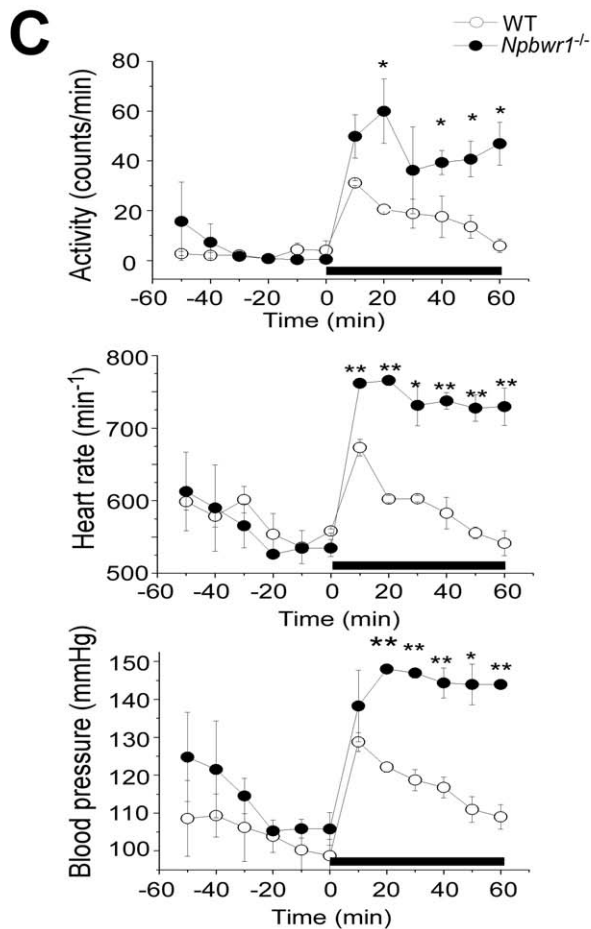 C
WT
Npbwr1-/-
Activity (counts/min)
80
60
40
20
0
*
* * *
-60 -40 -20 0 20 40 60
Time (min)
Heart rate (min-1)
800
700
600
500
** ** * ** ** **
-60 -40 -20 0 20 40 60
Time (min)
Blood pressure (mmHg)
150
140
130
120
110
100
** ** ** * **
-60 -40 -20 0 20 40 60
Time (min)